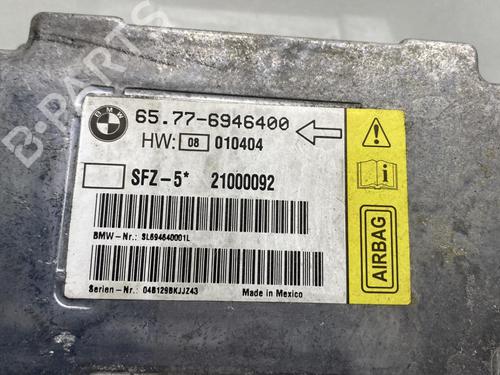 BMW
65.77-6946400
HW: 08 010404
SFZ-5* 21000092
BMW-Nr.: SL694640001L
Serien-Nr.: 04B129BKJJZ43 Made in Mexico
AIRBAG
B-PARTS